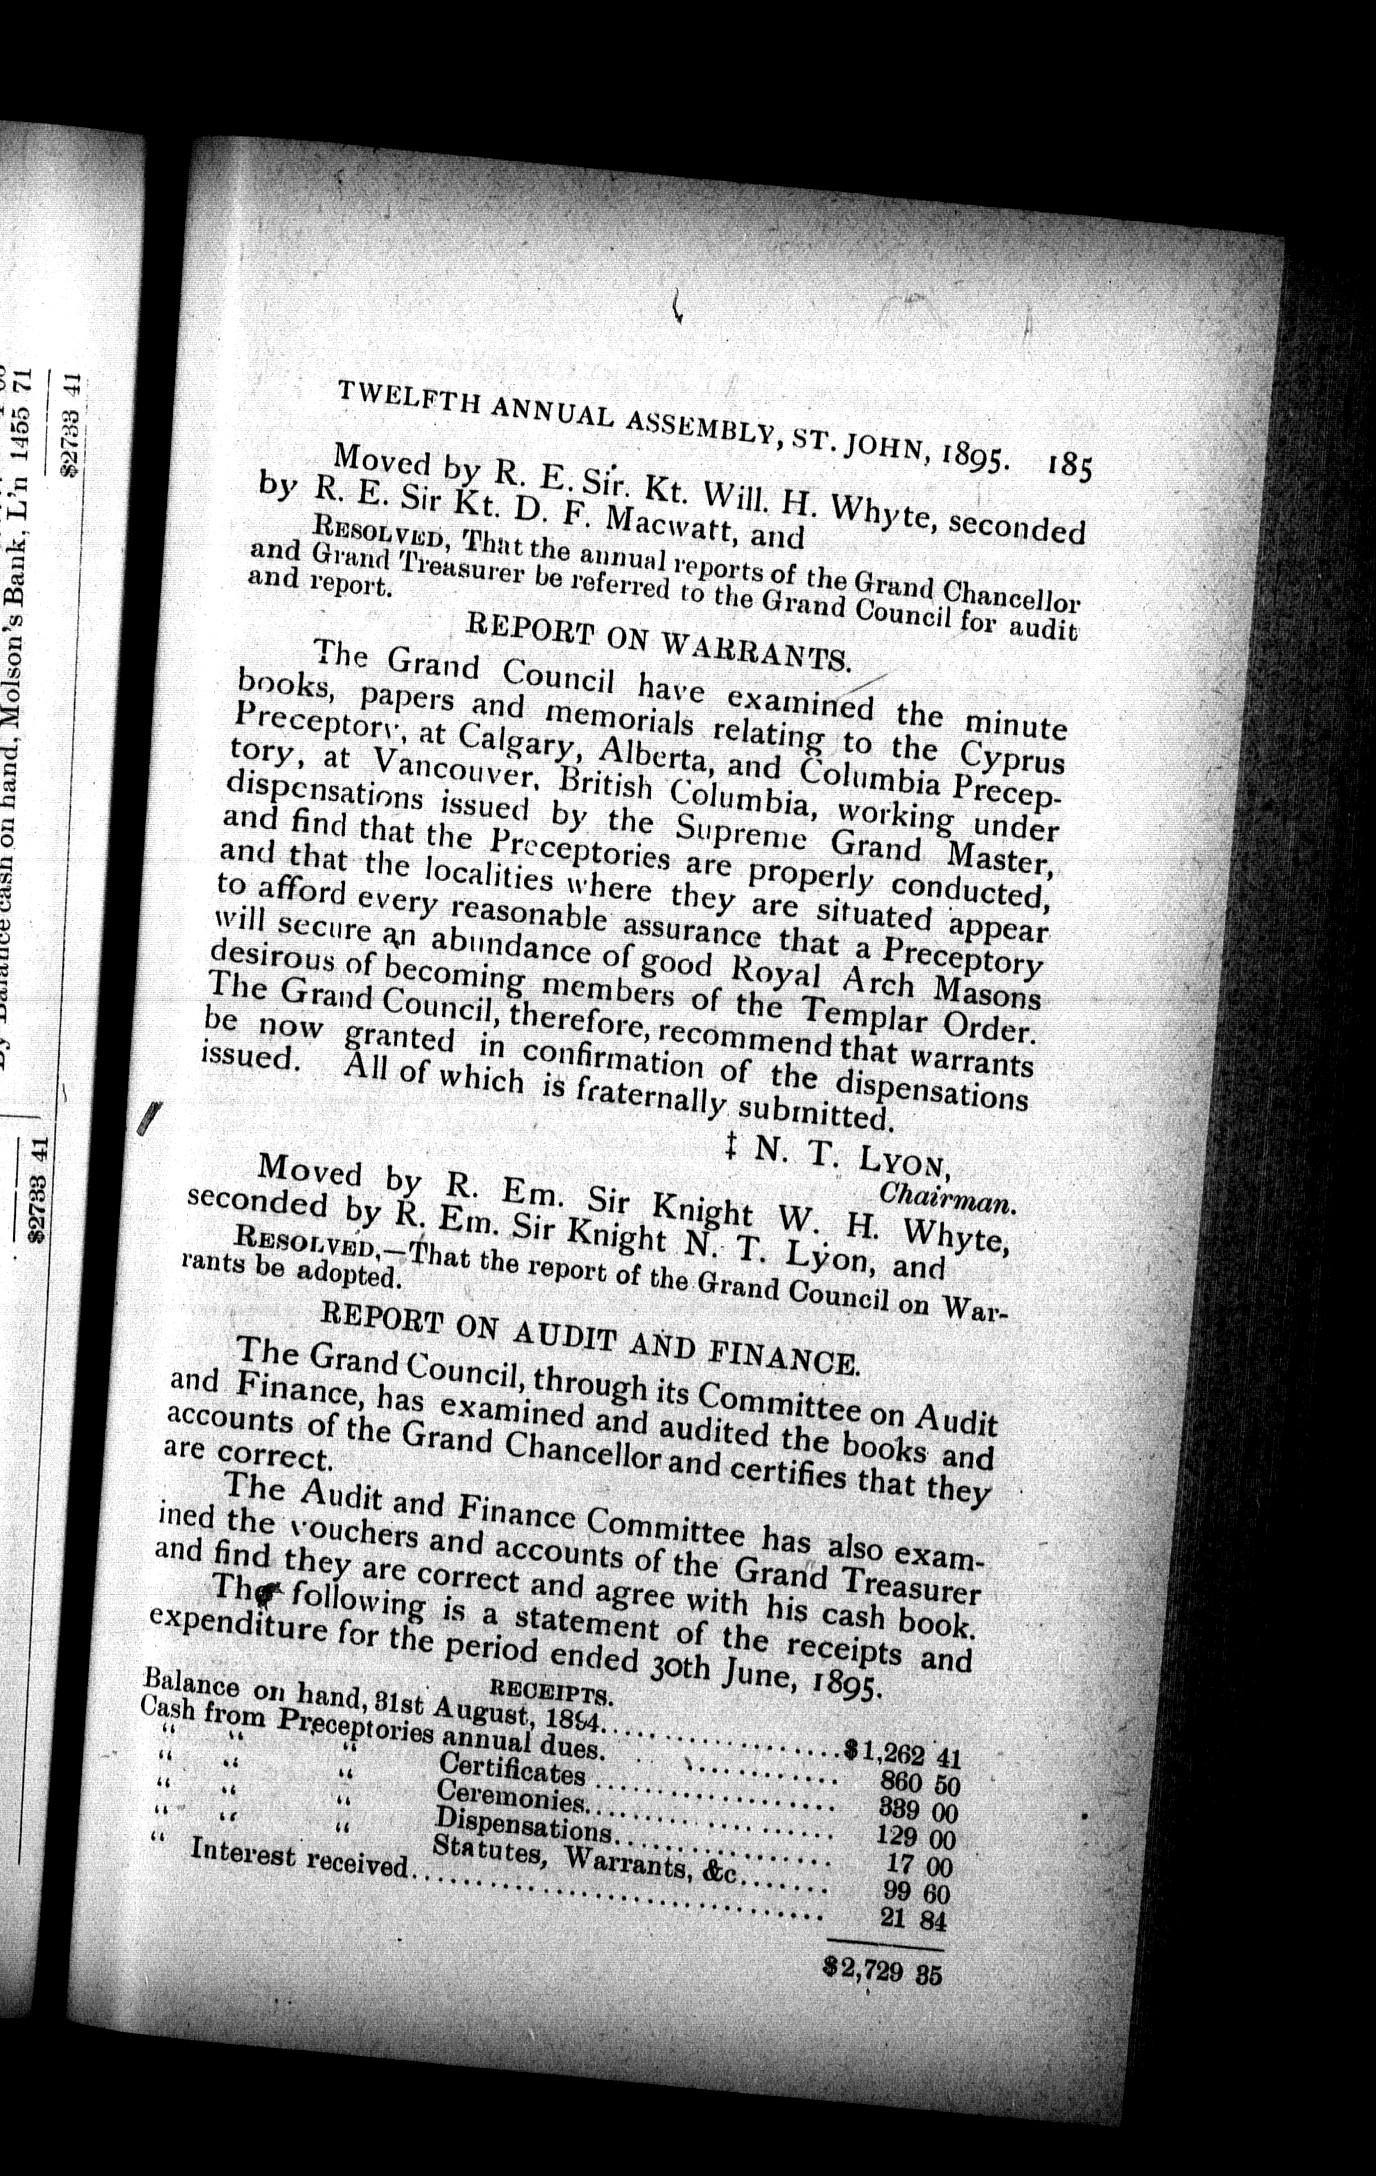 By Balance cash on hand, Molson's Bank, L'n 1455 71
$2733 41
$2733 41
TWELFTH ANNUAL ASSEMBLY, ST. JOHN, 1895. 185
Moved by R. E. Sir. Kt. Will. H. Whyte, seconded
by R. E. Sir Kt. D. F. Macwatt, and
RESOLVED, That the annual reports of the Grand Chancellor
and Grand Treasurer be referred to the Grand Council for audit
and report.
REPORT ON WARRANTS.
The Grand Council have examined the minute
books, papers and memorials relating to the Cyprus
Preceptory, at Calgary, Alberta, and Columbia Precep-
tory, at Vancouver, British Columbia, working under
dispensations issued by the Supreme Grand Master,
and find that the Preceptories are properly conducted,
and that the localities where they are situated appear
to afford every reasonable assurance that a Preceptory
will secure an abundance of good Royal Arch Masons
desirous of becoming members of the Templar Order.
The Grand Council, therefore, recommend that warrants
be now granted in confirmation of the dispensations
issued. All of which is fraternally submitted.
‡ N. T. LYON,
Chairman.
Moved by R. Em. Sir Knight W. H. Whyte,
seconded by R. Em. Sir Knight N. T. Lyon, and
RESOLVED,—That the report of the Grand Council on War-
rants be adopted.
REPORT ON AUDIT AND FINANCE.
The Grand Council, through its Committee on Audit
and Finance, has examined and audited the books and
accounts of the Grand Chancellor and certifies that they
are correct.
The Audit and Finance Committee has also exam-
ined the vouchers and accounts of the Grand Treasurer
and find they are correct and agree with his cash book.
The following is a statement of the receipts and
expenditure for the period ended 30th June, 1895.
RECEIPTS.
Balance on hand, 31st August, 1894......................$1,262 41
Cash from Preceptories annual dues. ............ 860 50
" " " Certificates ................... 339 00
" " " Ceremonies.................... 129 00
" " " Dispensations................. 17 00
" " " Statutes, Warrants, &c....... 99 60
" Interest received................................. 21 84
$2,729 35